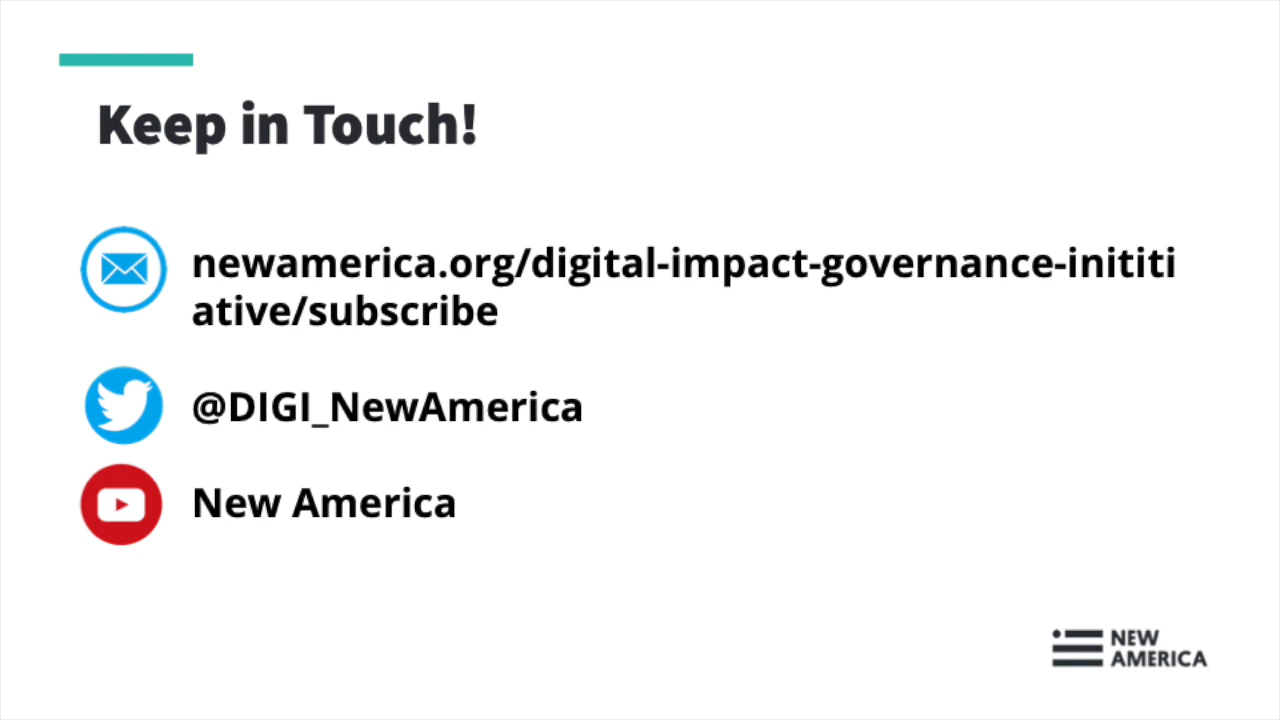 Keep in Touch!
newamerica.org/digital-impact-governance-inititi
ative/subscribe
@DIGI_NewAmerica
New America
NEW
AMERICA